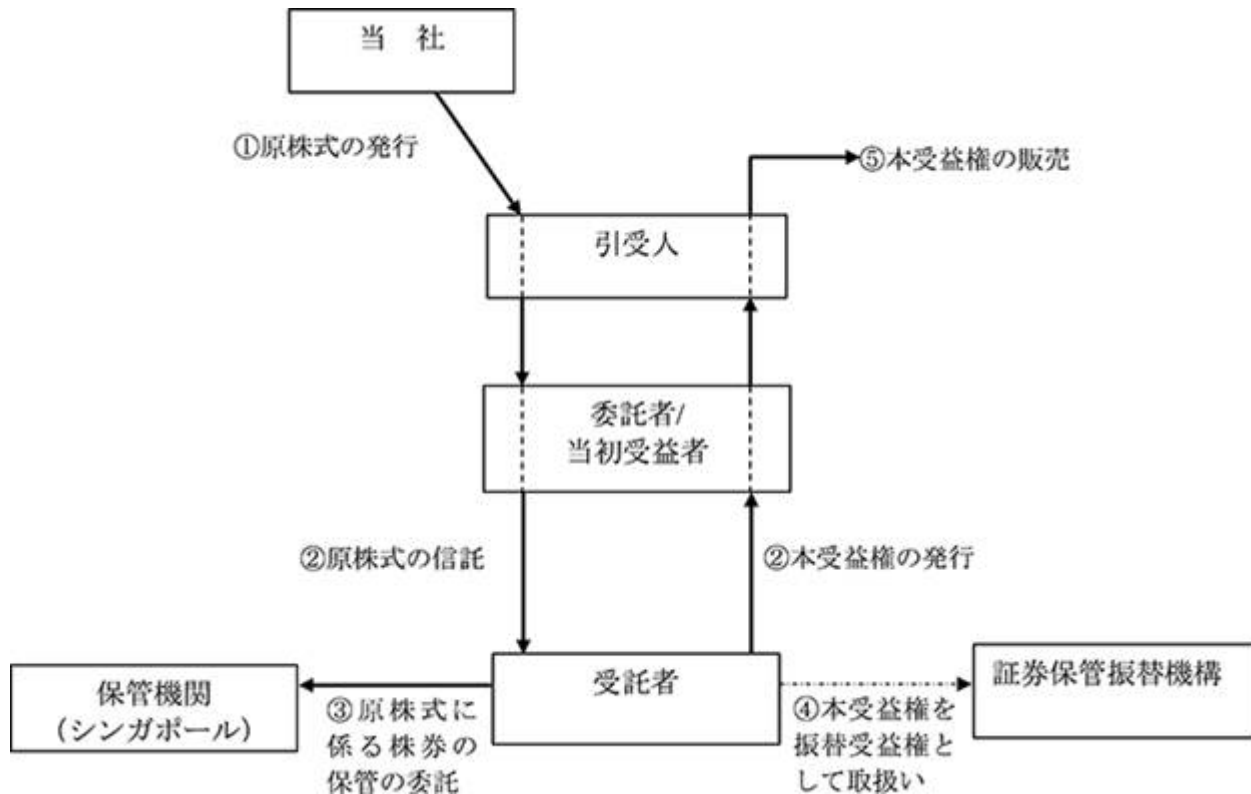 当　社
①原株式の発行
⑤本受益権の販売
引受人
委託者/
当初受益者
②原株式の信託
②本受益権の発行
保管機関
（シンガポール）
③原株式に
係る株券の
保管の委託
受託者
④本受益権を
振替受益権と
して取扱い
証券保管振替機構